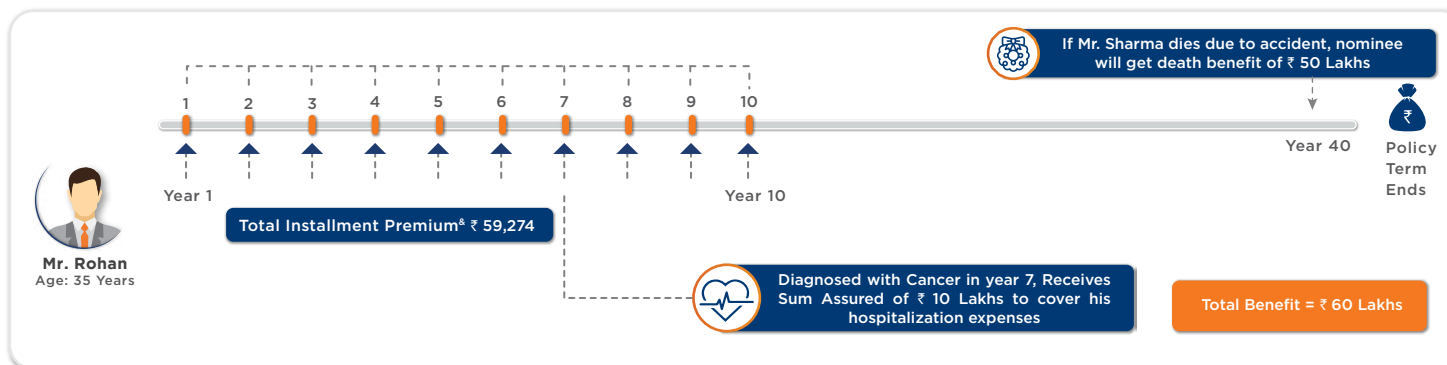 If Mr. Sharma dies due to accident, nominee
will get death benefit of ₹ 50 Lakhs
1 2 3 4 5 6 7 8 9 10
₹
Year 40
Policy
Term
Ends
Year 1
Year 10
Total Installment Premium& ₹ 59,274
Mr. Rohan
Age: 35 Years
Diagnosed with Cancer in year 7, Receives
Sum Assured of ₹ 10 Lakhs to cover his
hospitalization expenses
Total Benefit = ₹ 60 Lakhs